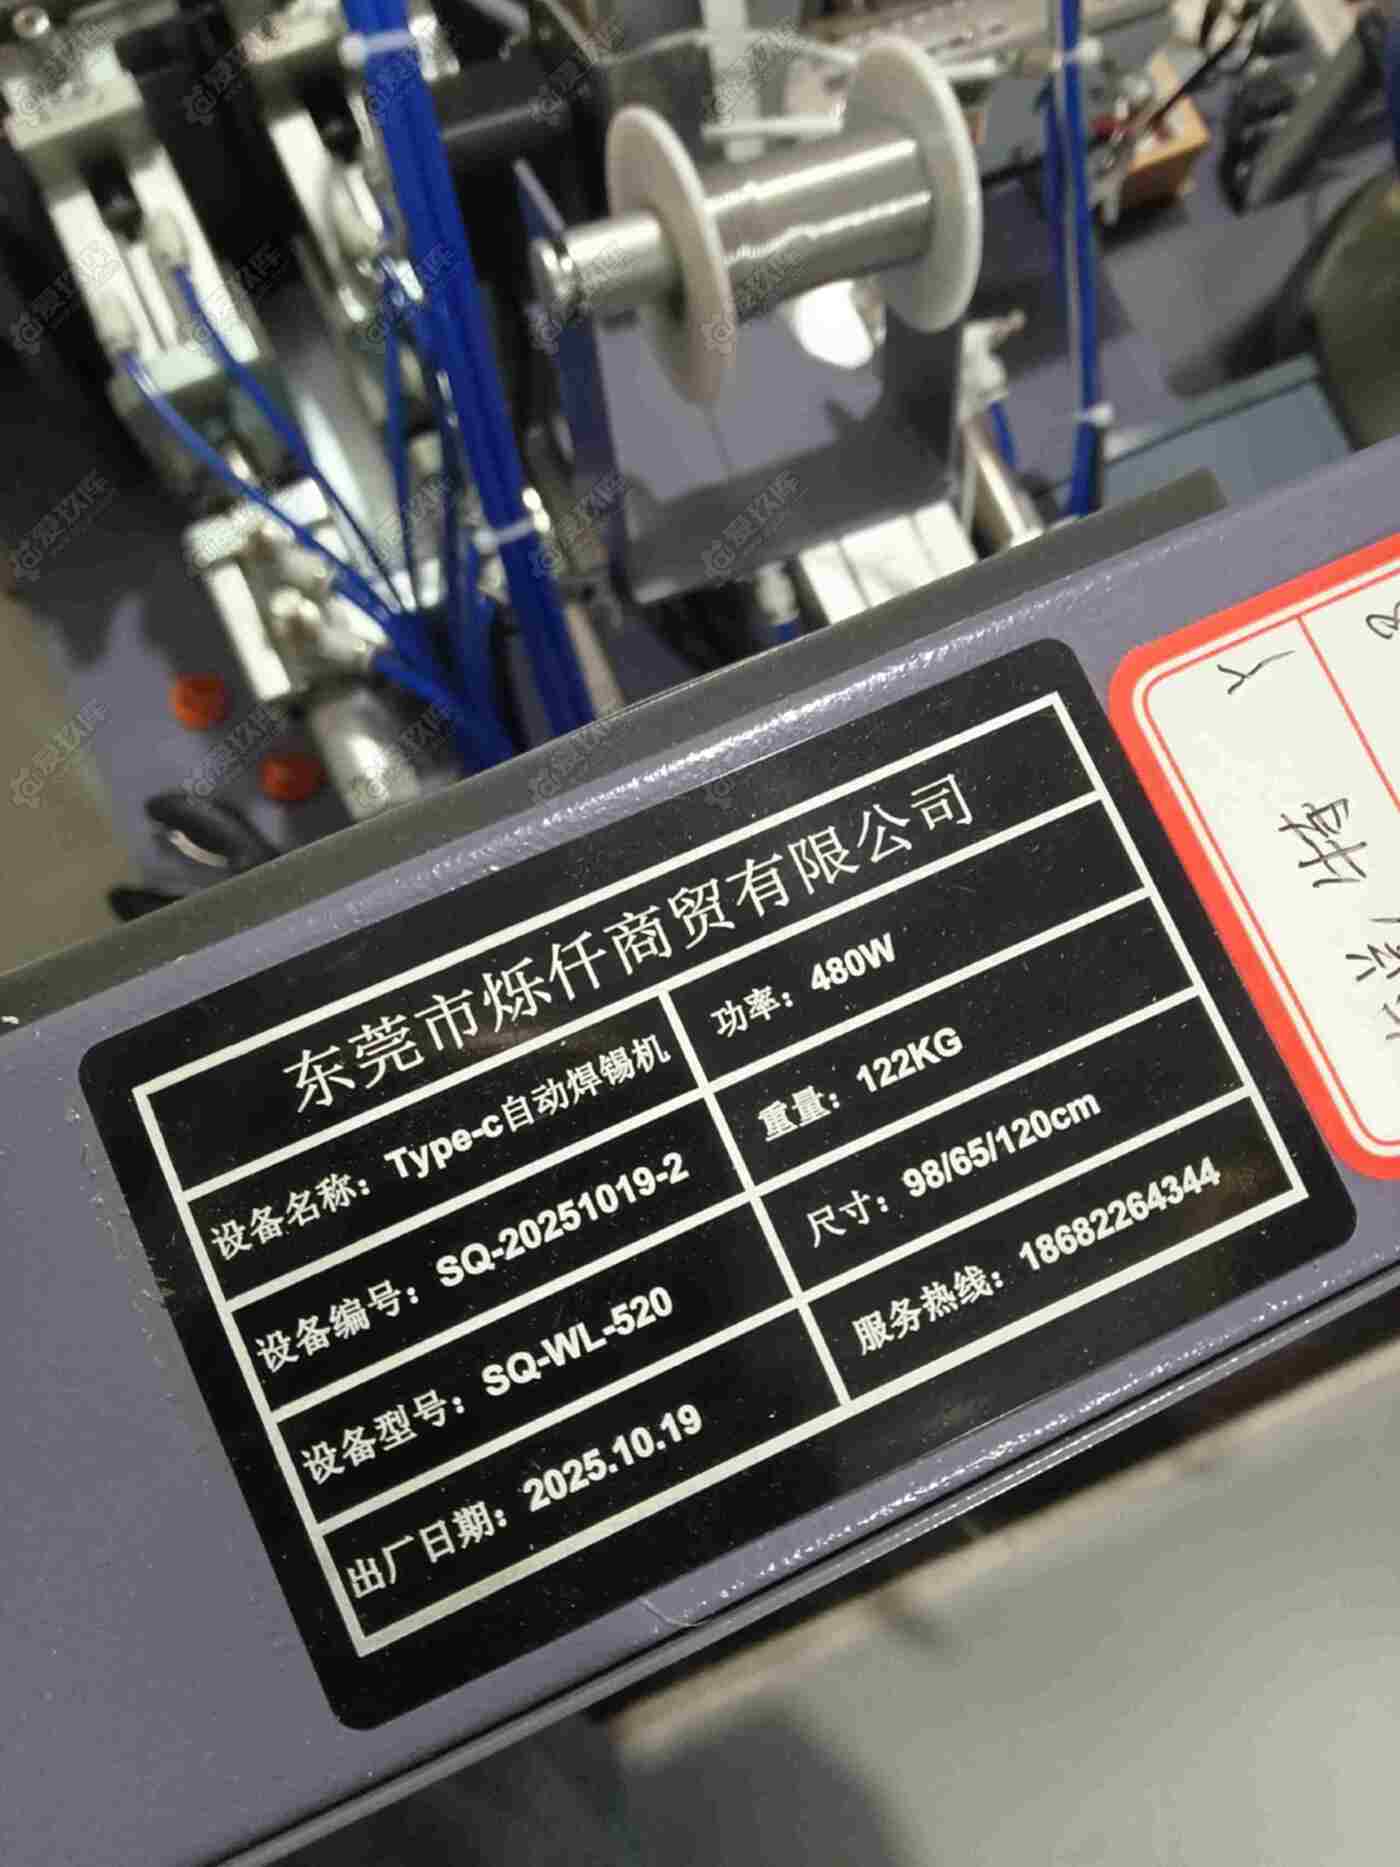 东莞市烁仟商贸有限公司
设备名称：Type-c自动焊锡机
功率：480W
设备编号：SQ-20251019-2
重量：122KG
设备型号：SQ-WL-520
尺寸：98/65/120cm
出厂日期：2025.10.19
服务热线：18682264344